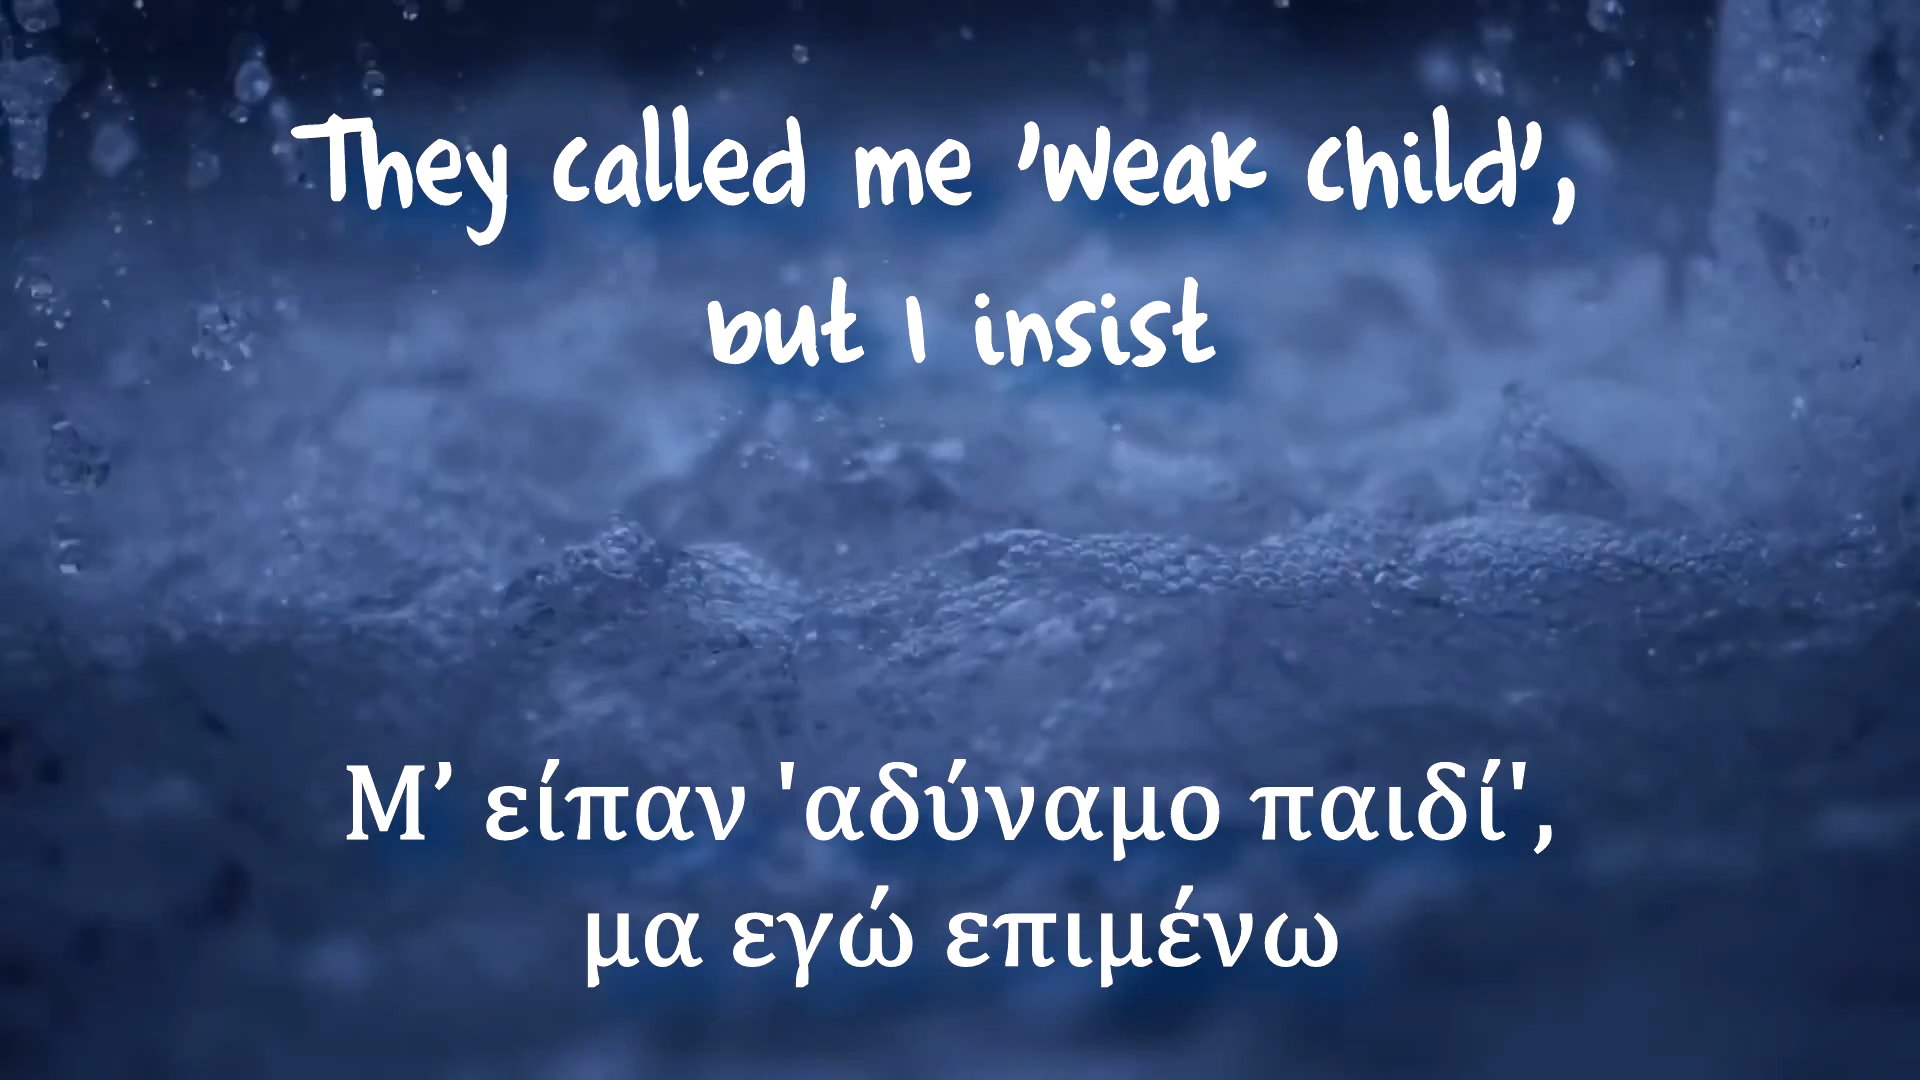 They called me 'weak child',
but I insist
Μ’ είπαν 'αδύναμο παιδί',
μα εγώ επιμένω